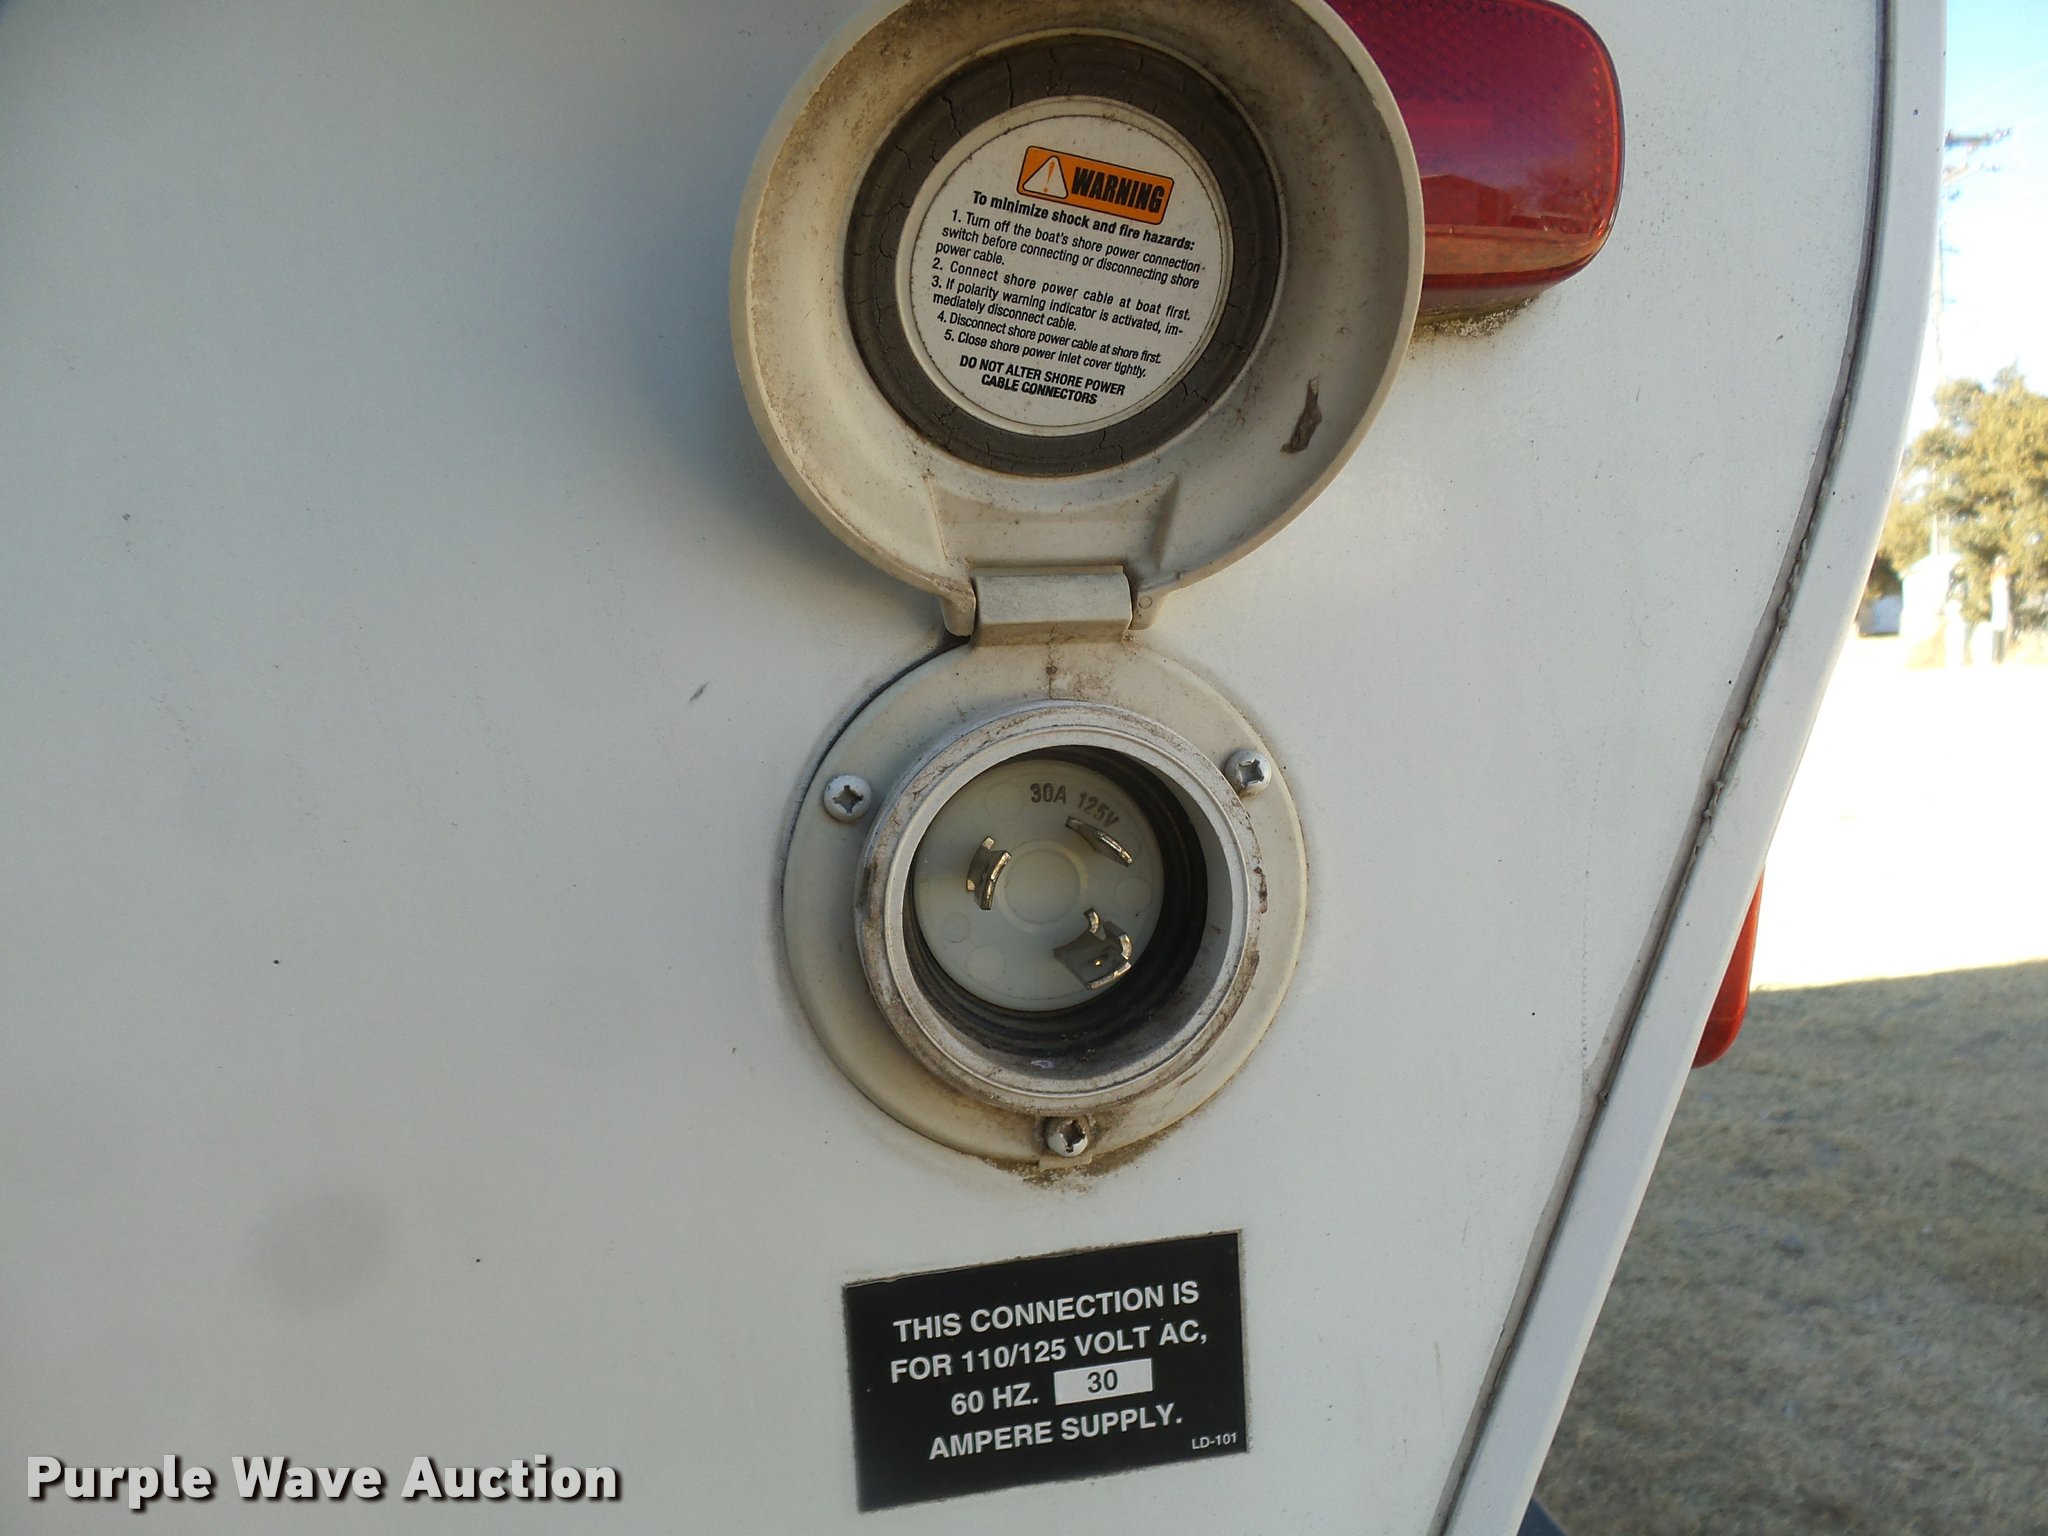 WARNING
To minimize shock and fire hazards:
1. Turn off the boat's shore power connection
switch before connecting or disconnecting shore
power cable.
2. Connect shore power cable at boat first.
3. If polarity warning indicator is activated, im-
mediately disconnect cable.
4. Disconnect shore power cable at shore first.
5. Close shore power inlet cover tightly.
DO NOT ALTER SHORE POWER
CABLE CONNECTORS
30A 125V
THIS CONNECTION IS
FOR 110/125 VOLT AC,
60 HZ. 30
AMPERE SUPPLY.
LD-101
Purple Wave Auction